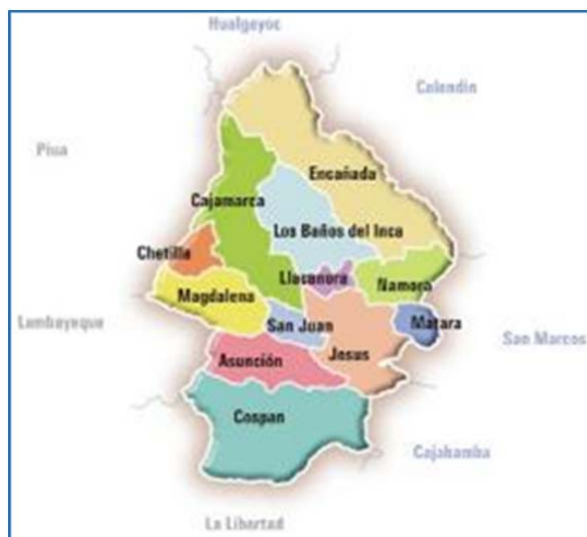 Hualgayoc
Celendin
Piua
Encañada
Cajamarca
Los Baños del Inca
Chetilla
Llacanora
Namora
Magdalena
Lambayeque
San Juan
Matara
San Marcos
Jesus
Asunción
Cospan
Cajabamba
La Libertad